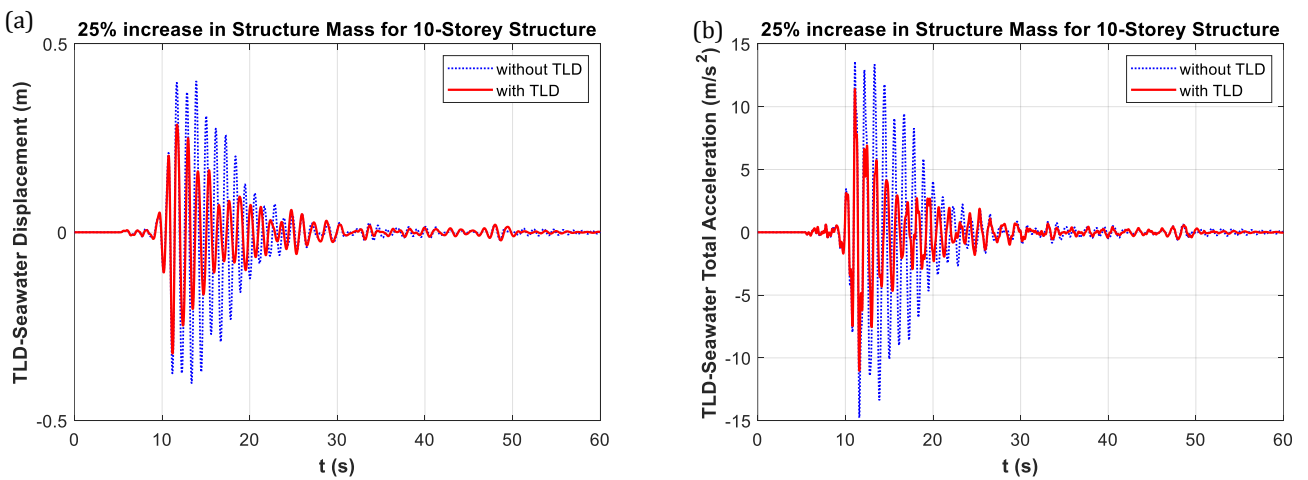 (a)
25% increase in Structure Mass for 10-Storey Structure
0.5
without TLD
with TLD
TLD-Seawater Displacement (m)
0
-0.5
0 10 20 30 40 50 60
t (s)
(b)
25% increase in Structure Mass for 10-Storey Structure
15
without TLD
with TLD
10
5
TLD-Seawater Total Acceleration (m/s²)
0
-5
-10
-15
0 10 20 30 40 50 60
t (s)